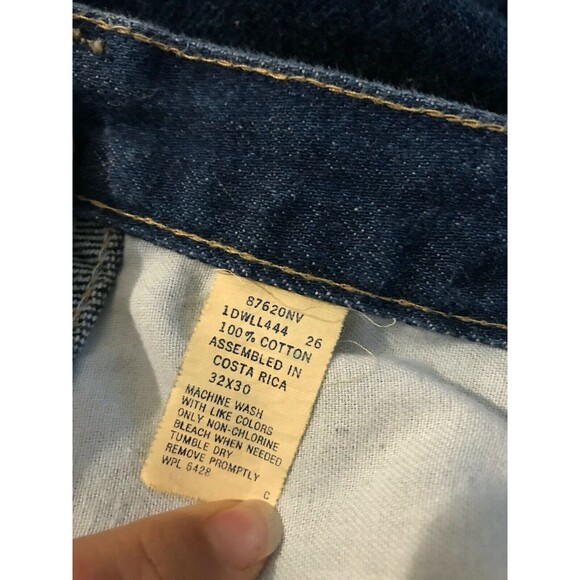 87620NV
1DWLL444 26
100% COTTON
ASSEMBLED IN
COSTA RICA
32X30
MACHINE WASH
WITH LIKE COLORS
ONLY NON-CHLORINE
BLEACH WHEN NEEDED
TUMBLE DRY
REMOVE PROMPTLY
WPL 6428
C